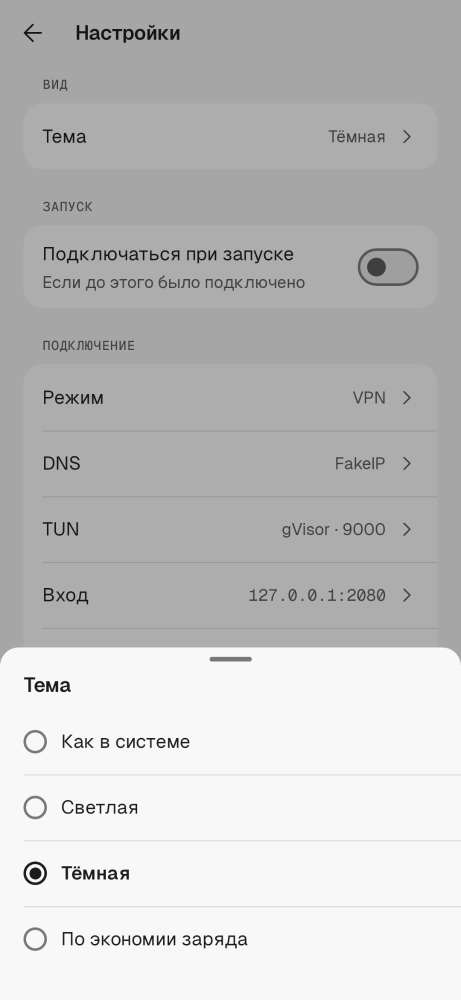 Настройки
ВИД
Тема
Тёмная
ЗАПУСК
Подключаться при запуске
Если до этого было подключено
ПОДКЛЮЧЕНИЕ
Режим
VPN
DNS
FakeIP
TUN
gVisor · 9000
Вход
127.0.0.1:2080
Тема
Как в системе
Светлая
Тёмная
По экономии заряда